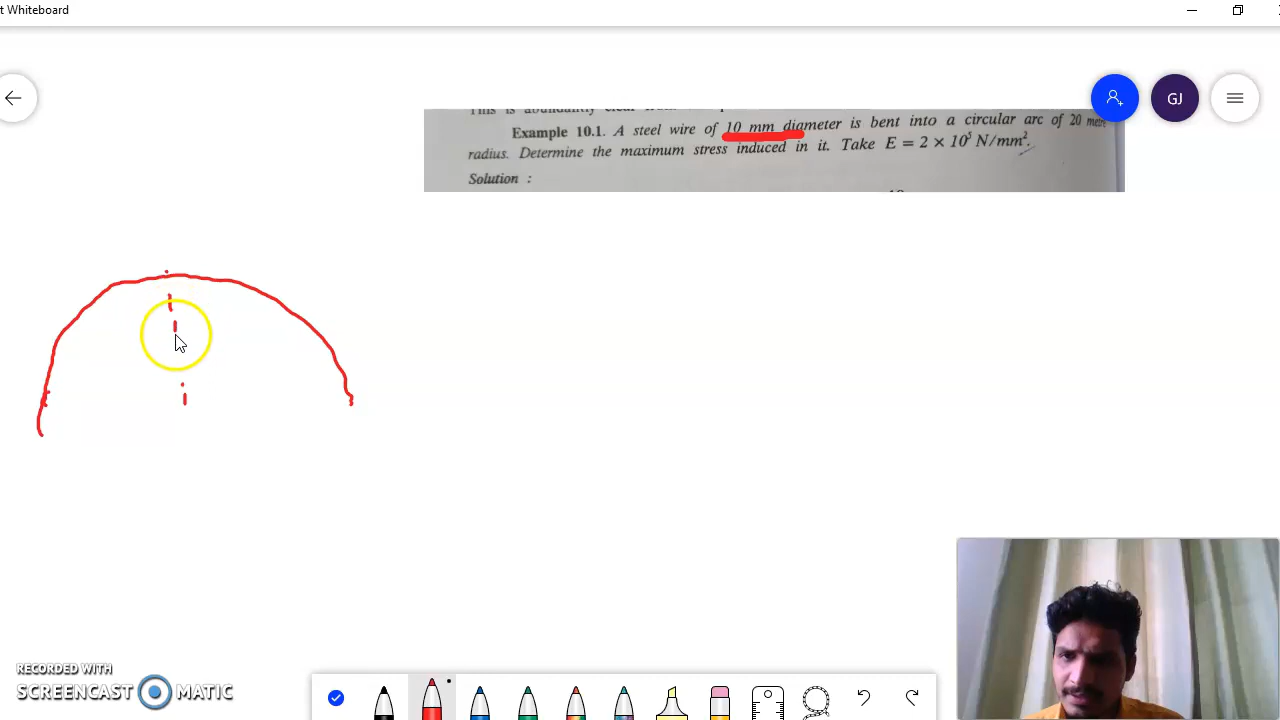 t Whiteboard
GJ
Example 10.1. A steel wire of 10 mm diameter is bent into a circular arc of 20 metre
radius. Determine the maximum stress induced in it. Take E = 2 × 10⁵ N/mm².
Solution :
RECORDED WITH
SCREENCAST MATIC